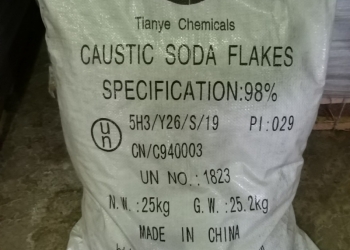 Tianye Chemicals
CAUSTIC SODA FLAKES
SPECIFICATION:98%
un 5H3/Y26/S/19 PI:029
CN/C940003
UN NO.:1823
N.W.:25kg G.W.:25.2kg
MADE IN CHINA